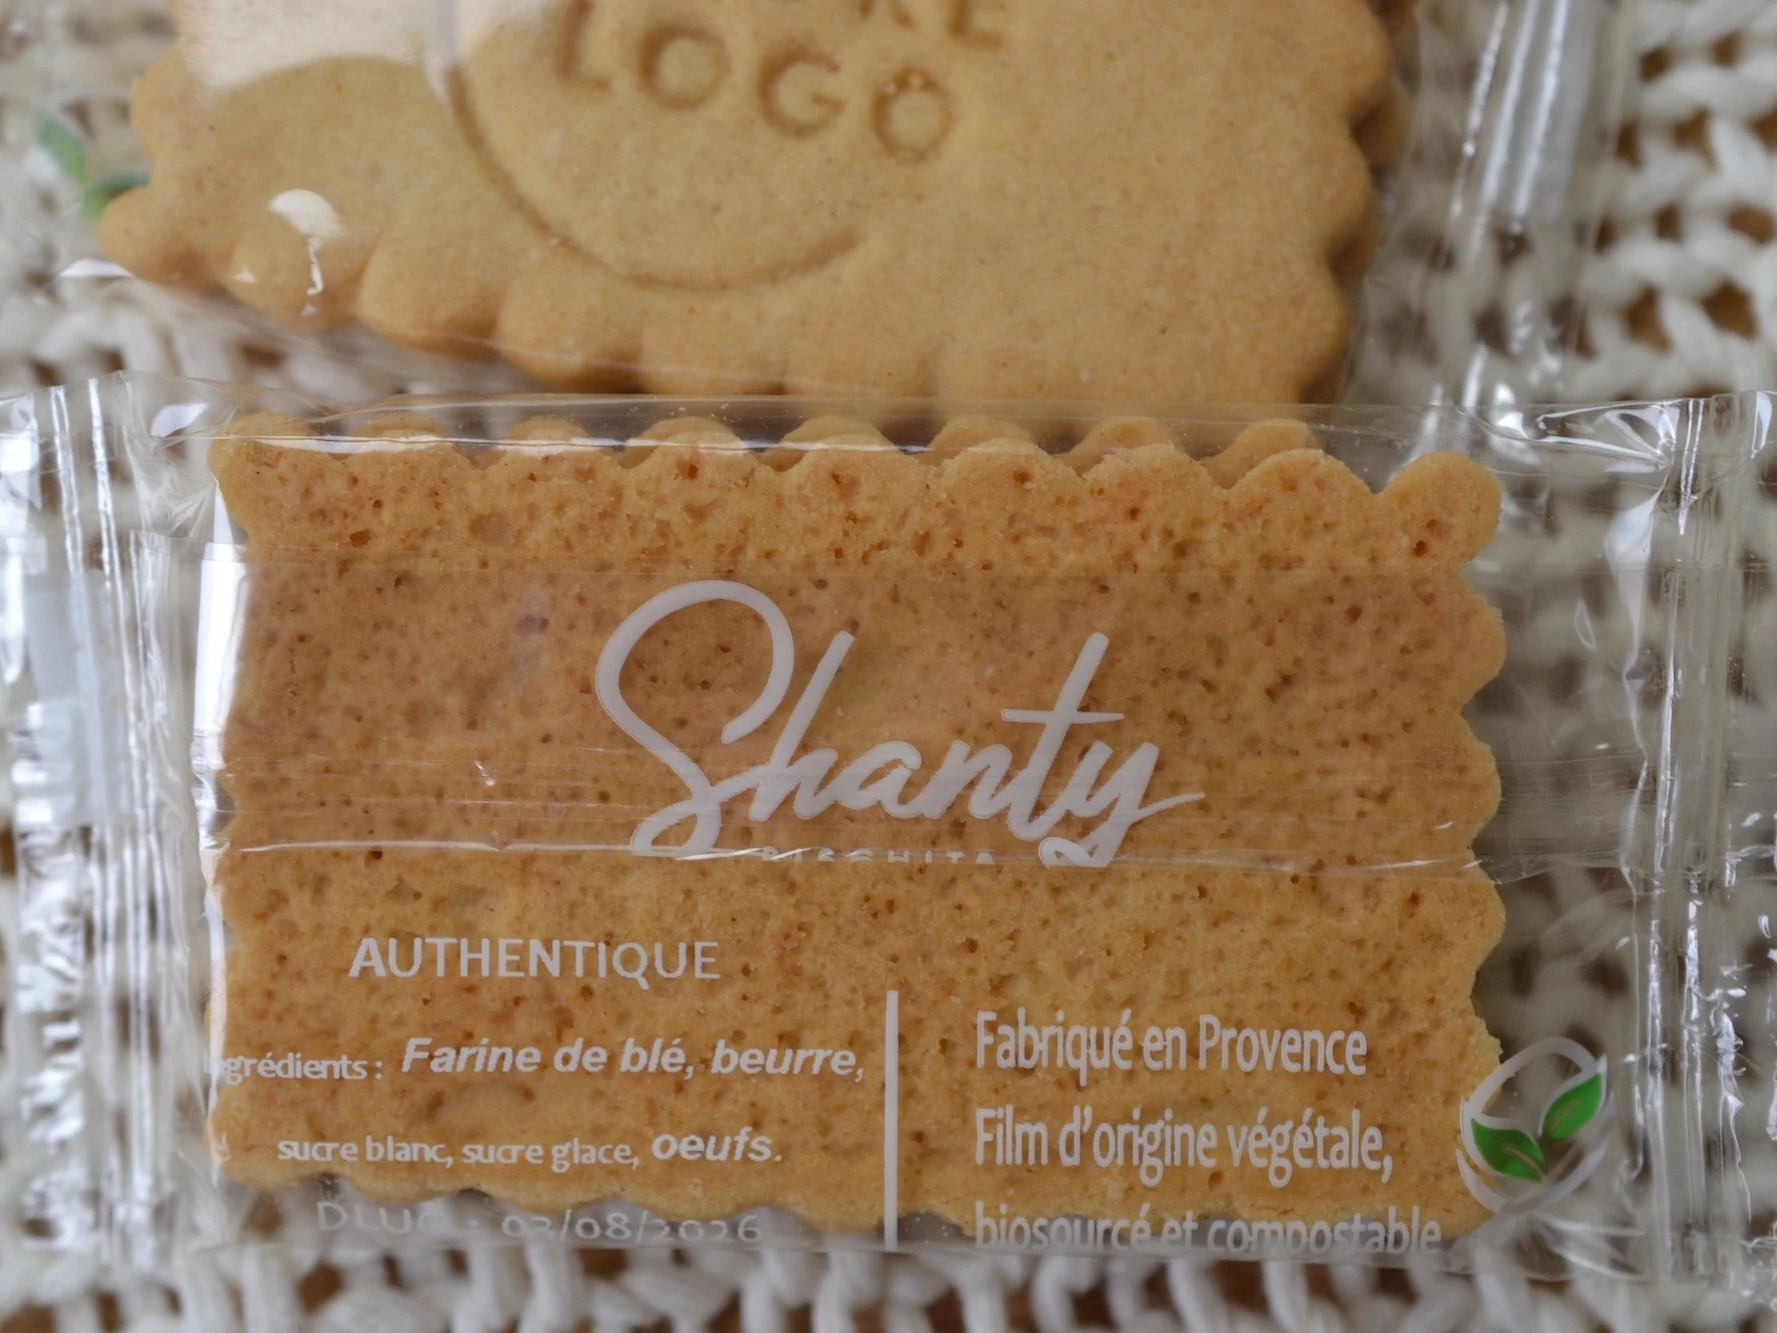 LOGO
Shanty
AUTHENTIQUE
grédients : Farine de blé, beurre,
sucre blanc, sucre glace, oeufs.
DLUO : 03/08/2026
Fabriqué en Provence
Film d'origine végétale,
biosourcé et compostable